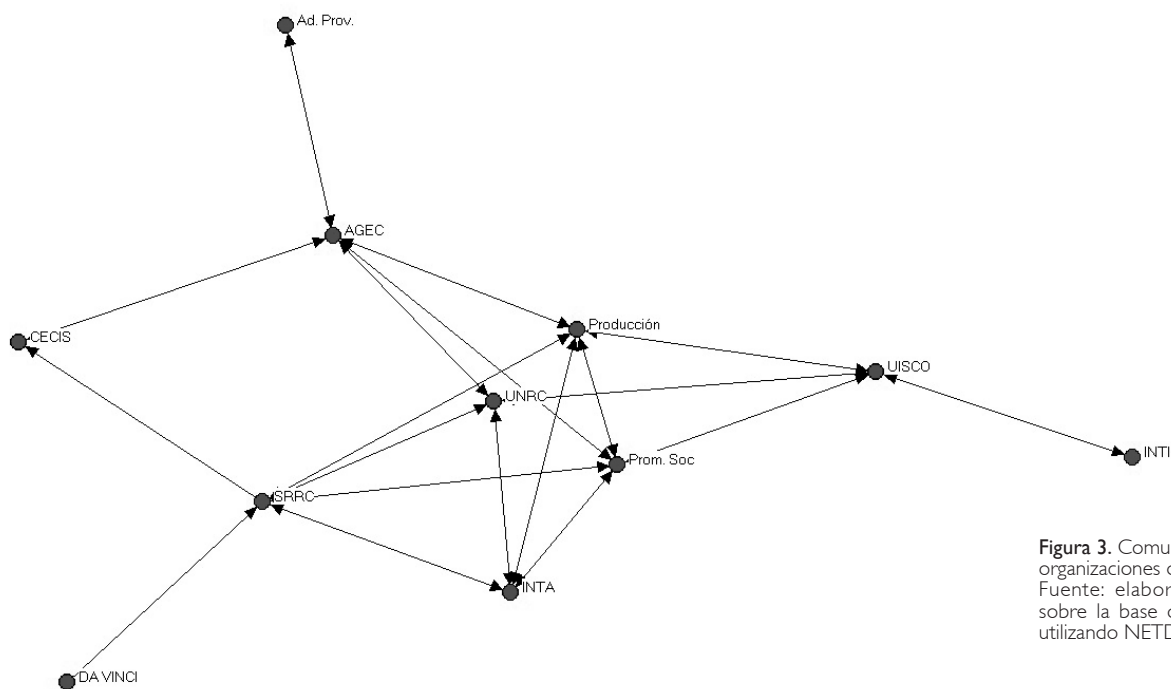 Ad. Prov.
AGEC
CECIS
Producción
UISCO
UNRC
INTI
Prom. Soc
SRRC
INTA
DA VINCI
Figura 3. Comu
organizaciones
Fuente: elabor
sobre la base
utilizando NETD